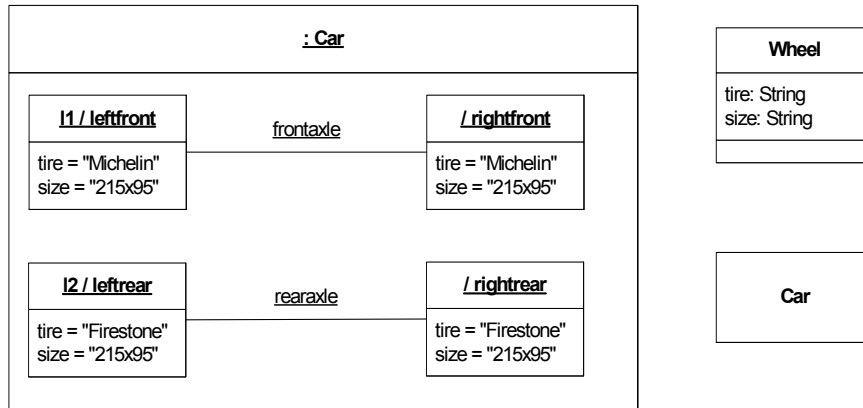 : Car
l1 / leftfront
tire = "Michelin"
size = "215x95"
frontaxle
/ rightfront
tire = "Michelin"
size = "215x95"
l2 / leftrear
tire = "Firestone"
size = "215x95"
rearaxle
/ rightrear
tire = "Firestone"
size = "215x95"
Wheel
tire: String
size: String
Car